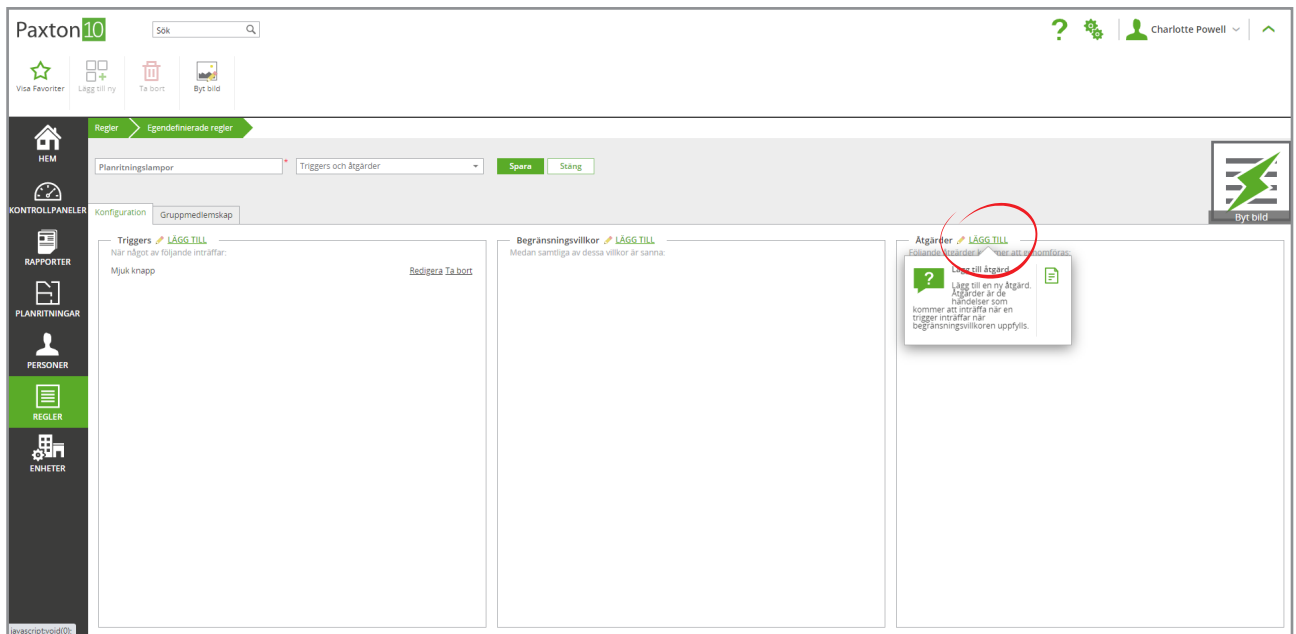 Paxton10
Sök
Charlotte Powell
Visa Favoriter
Lägg till ny
Ta bort
Byt bild
HEM
KONTROLLPANELER
RAPPORTER
PLANRITNINGAR
PERSONER
REGLER
ENHETER
Regler
Egendefinierade regler
Planritningslampor
*
Triggers och åtgärder
Spara
Stäng
Byt bild
Konfiguration
Gruppmedlemskap
Triggers LÄGG TILL
När något av följande inträffar:
Mjuk knapp
Redigera Ta bort
Begränsningsvillkor LÄGG TILL
Medan samtliga av dessa villkor är sanna:
Åtgärder LÄGG TILL
Följande åtgärder kommer att genomföras:
?
Lägg till åtgärd
Lägg till en ny åtgärd.
Åtgärder är de
händelser som
kommer att inträffa när en
trigger inträffar när
begränsningsvillkoren uppfylls.
javascript:void(0);